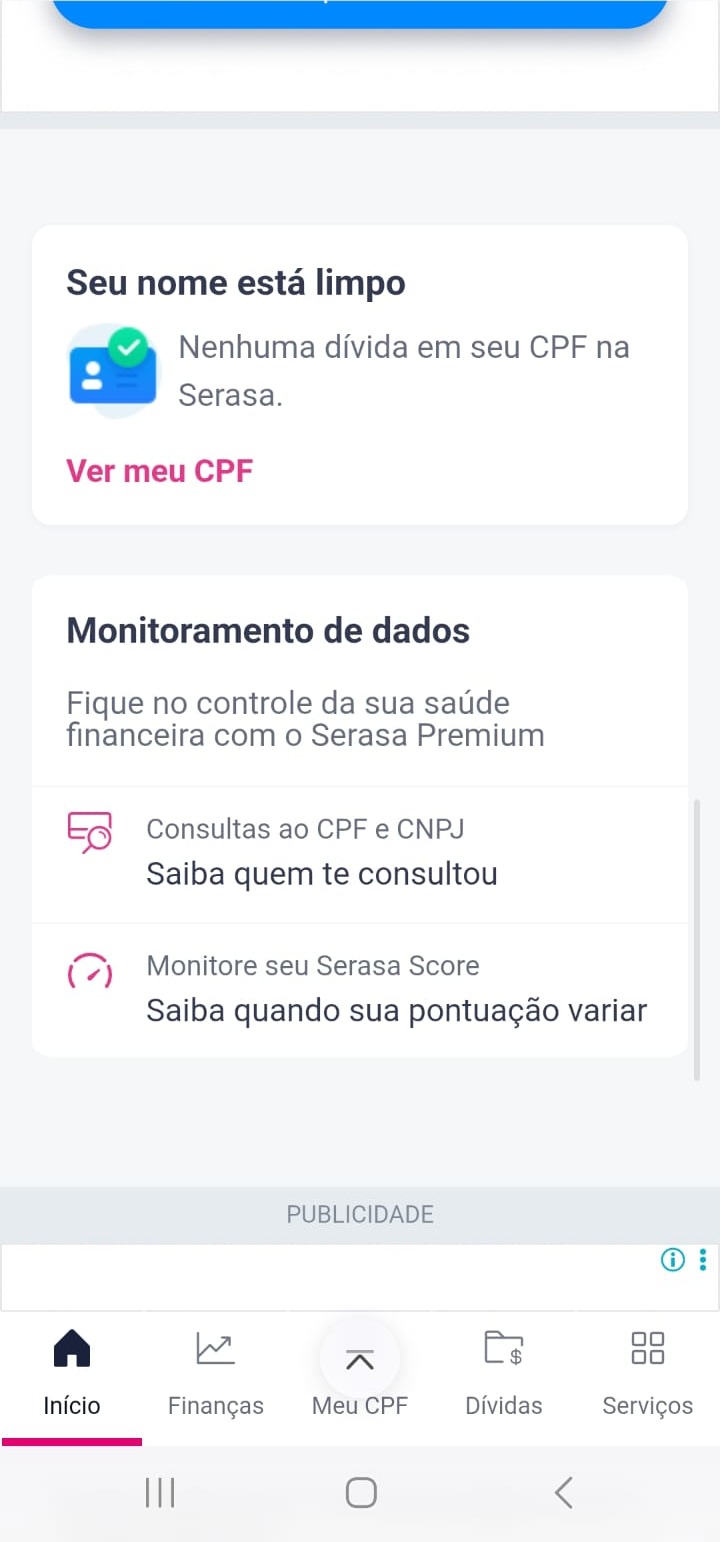 Seu nome está limpo
Nenhuma dívida em seu CPF na
Serasa.
Ver meu CPF
Monitoramento de dados
Fique no controle da sua saúde
financeira com o Serasa Premium
Consultas ao CPF e CNPJ
Saiba quem te consultou
Monitore seu Serasa Score
Saiba quando sua pontuação variar
PUBLICIDADE
Início
Finanças
Meu CPF
Dívidas
Serviços